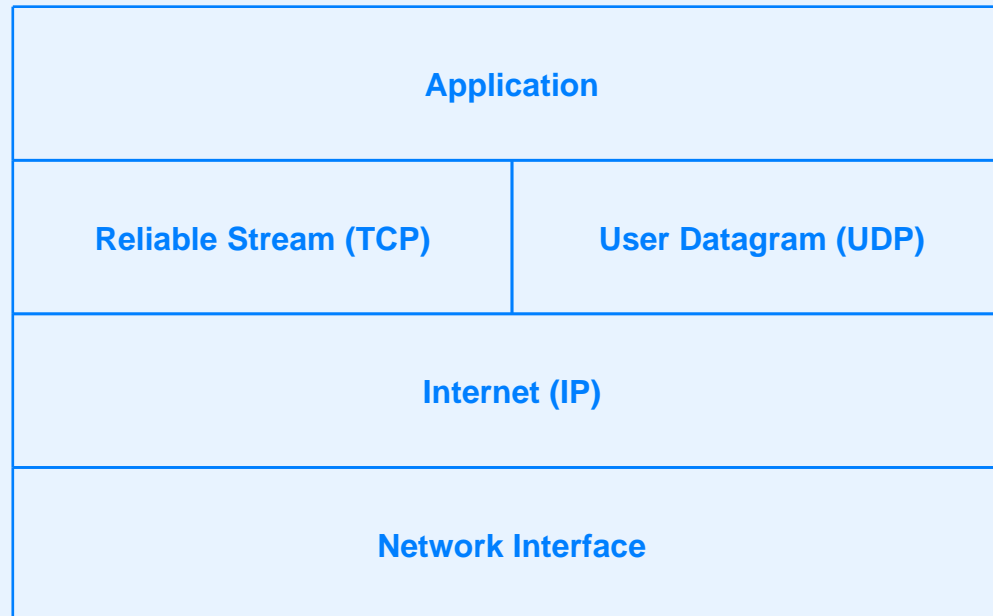 Application
Reliable Stream (TCP)
User Datagram (UDP)
Internet (IP)
Network Interface